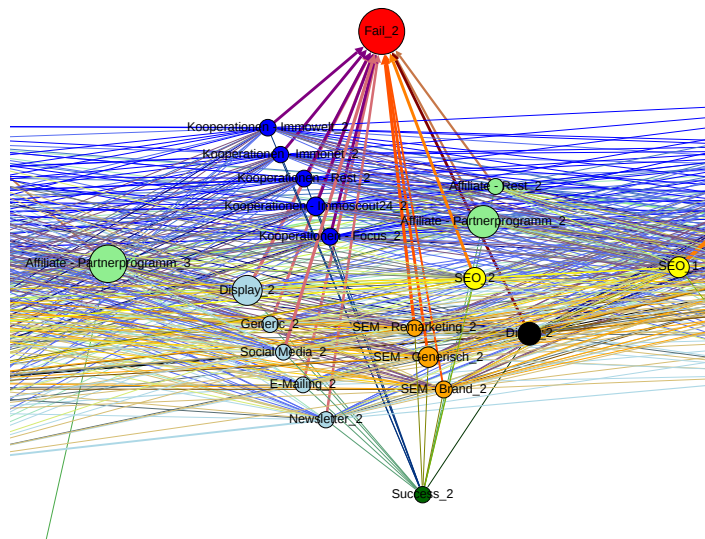 Fail_2
Kooperationen - Immowelt_2
Kooperationen - Immonet_2
Kooperationen - Rest_2
Affiliate - Rest_2
Kooperationen - Immoscout24_2
Affiliate - Partnerprogramm_2
Kooperationen - Focus_2
Affiliate - Partnerprogramm_3
SEO_1
SEO_2
Display_2
Generic_2
SEM - Remarketing_2
Social Media_2
SEM - Generisch_2
E-Mailing_2
SEM - Brand_2
Newsletter_2
Success_2